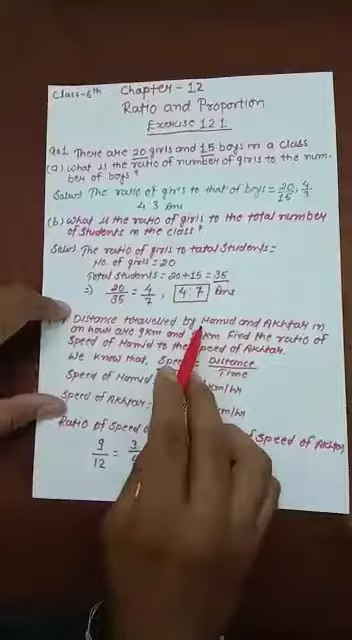 Class-6th Chapter-12
Ratio and Proportion
Exercise 12.1
Qo1. There are 20 girls and 15 boys in a class
(a) What is the ratio of number of girls to the num-
ber of boys?
Solun) The ratio of girls to that of boys = 20/15, 4/3
4:3 Ans
(b) What is the ratio of girls to the total number
of students in the class?
Solun) The ratio of girls to total students =
No. of girls = 20
Total students = 20+15 = 35
=) 20/35 = 4/7, 4:7 Ans
Distance travelled by Hamid and Akhtar in
an hour are 9km and km Find the ratio of
Speed of Hamid to the speed of Akhtar.
We know that, Speed = Distance/Time
Speed of Hamid km/hr
Speed of Akhtar = km/hr
Ratio of Speed of Speed of Akhtar
9/12 = 3/